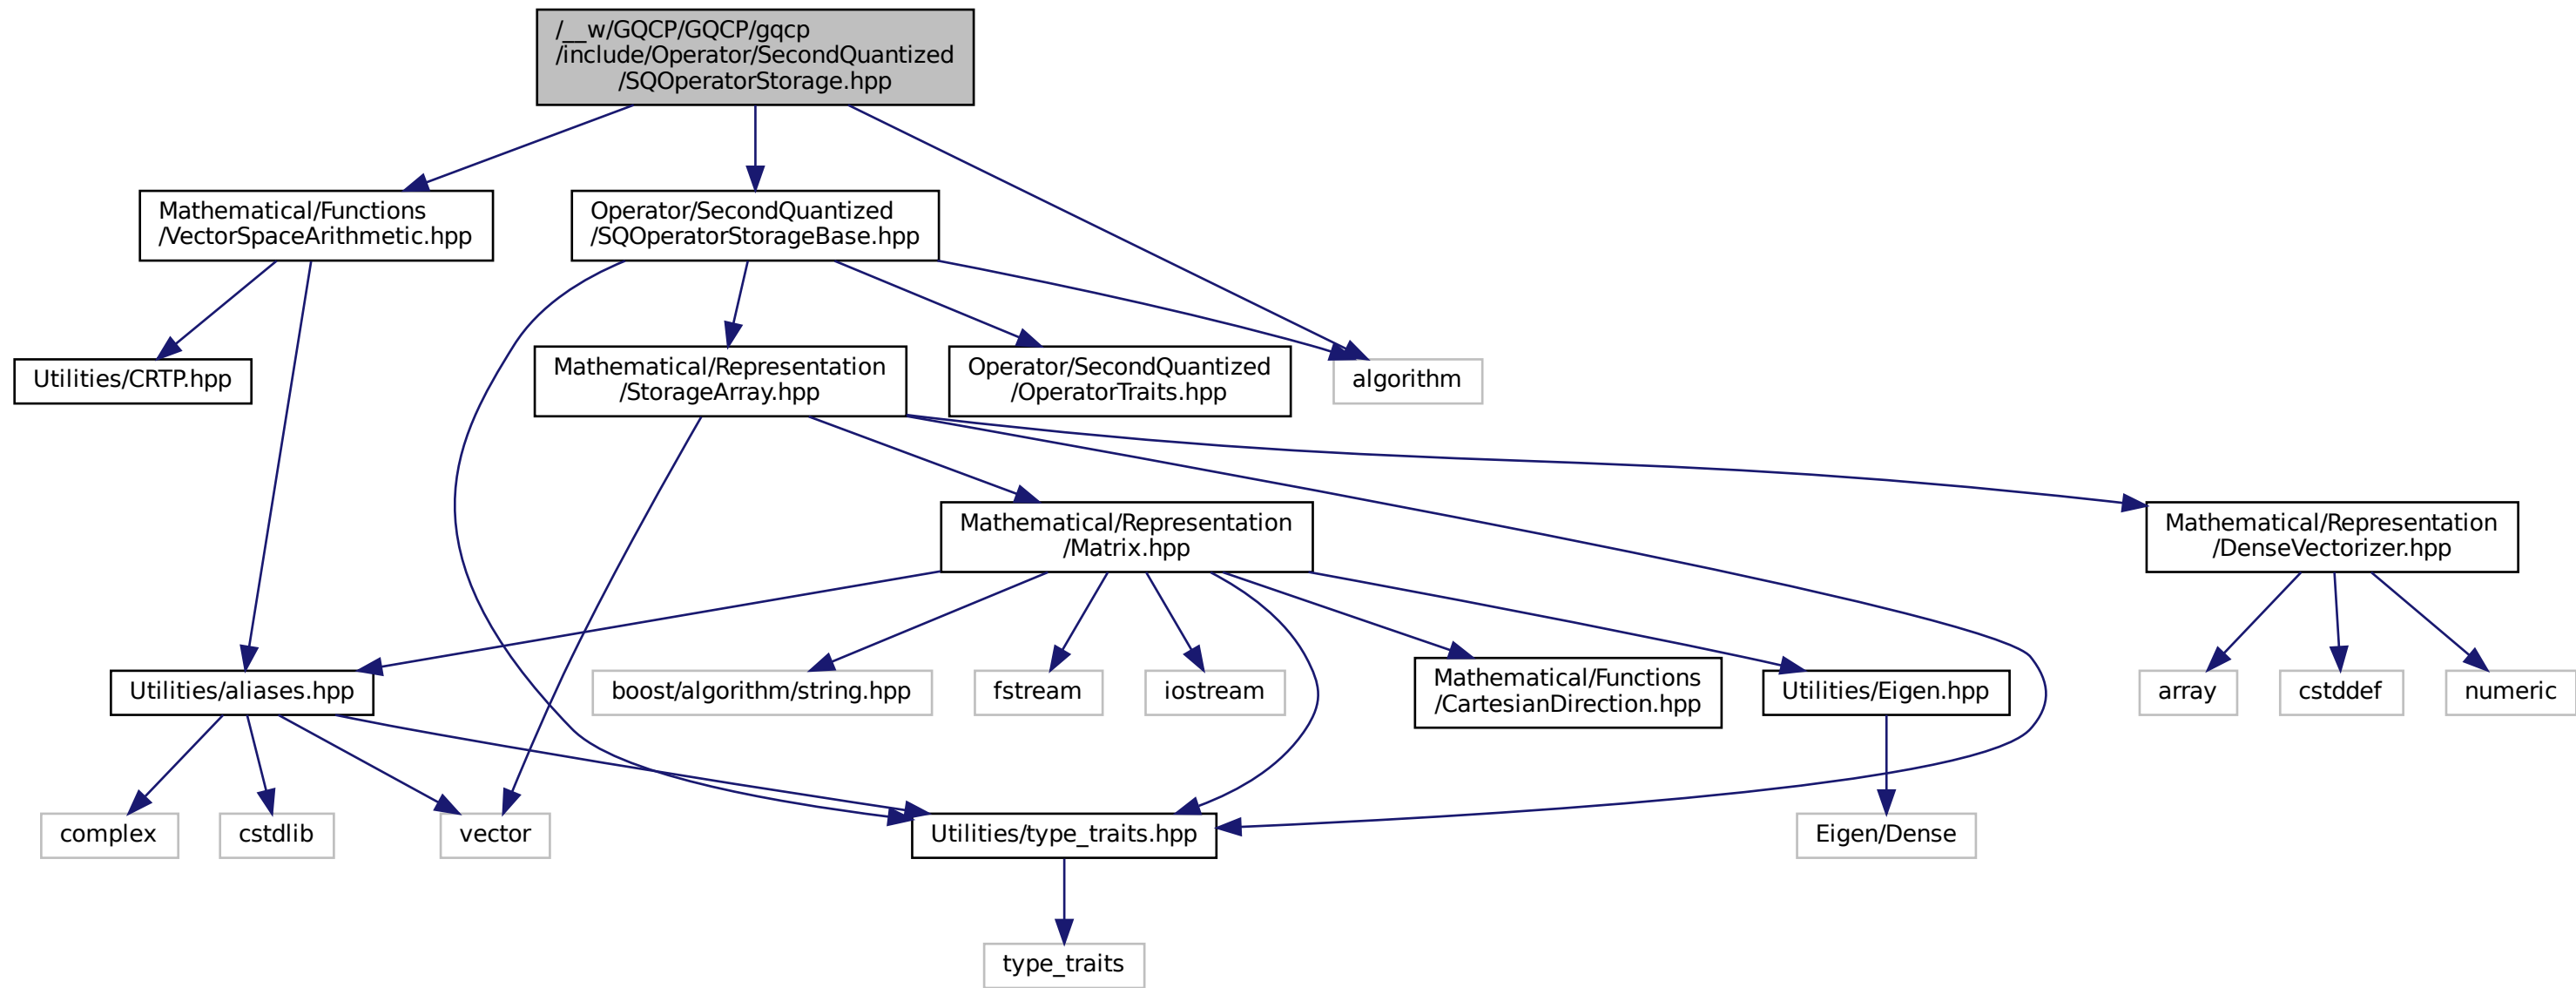 /__w/GQCP/GQCP/gqcp
/include/Operator/SecondQuantized
/SQOperatorStorage.hpp
Mathematical/Functions
/VectorSpaceArithmetic.hpp
Operator/SecondQuantized
/SQOperatorStorageBase.hpp
Utilities/CRTP.hpp
Mathematical/Representation
/StorageArray.hpp
Operator/SecondQuantized
/OperatorTraits.hpp
algorithm
Mathematical/Representation
/Matrix.hpp
Mathematical/Representation
/DenseVectorizer.hpp
Utilities/aliases.hpp
boost/algorithm/string.hpp
fstream
iostream
Mathematical/Functions
/CartesianDirection.hpp
Utilities/Eigen.hpp
array
cstddef
numeric
complex
cstdlib
vector
Utilities/type_traits.hpp
Eigen/Dense
type_traits